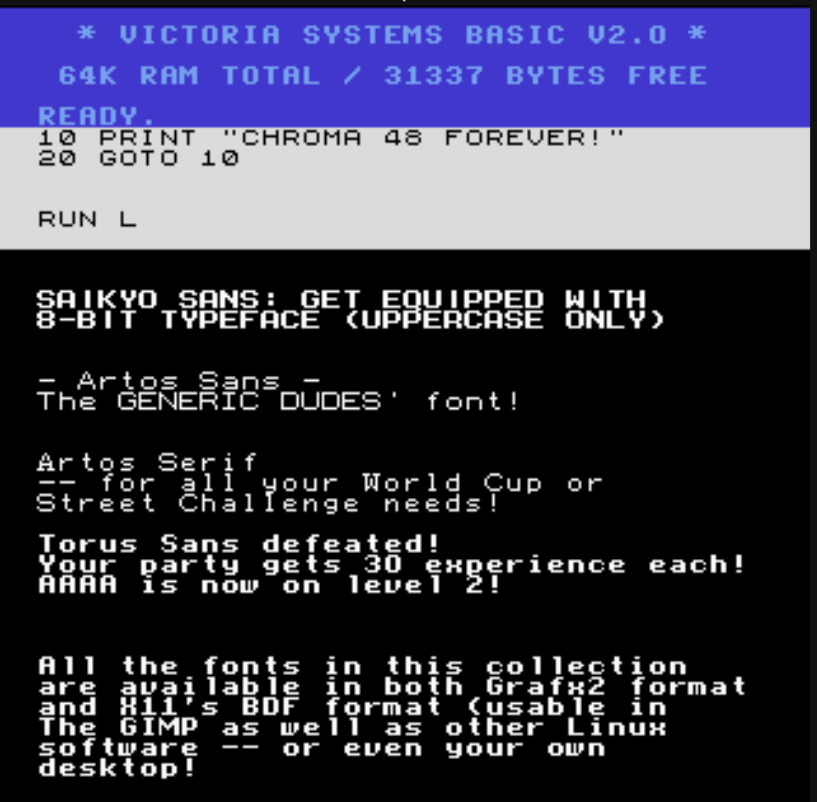 * VICTORIA SYSTEMS BASIC V2.0 *
64K RAM TOTAL / 31337 BYTES FREE
READY.
10 PRINT "CHROMA 48 FOREVER!"
20 GOTO 10
RUN L
SAIKYO SANS: GET EQUIPPED WITH
8-BIT TYPEFACE (UPPERCASE ONLY)
- Artos Sans -
The GENERIC DUDES' font!
Artos Serif
-- for all your World Cup or
Street Challenge needs!
Torus Sans defeated!
Your party gets 30 experience each!
AAAA is now on level 2!
All the fonts in this collection
are available in both Grafx2 format
and X11's BDF format (usable in
The GIMP as well as other Linux
software -- or even your own
desktop!